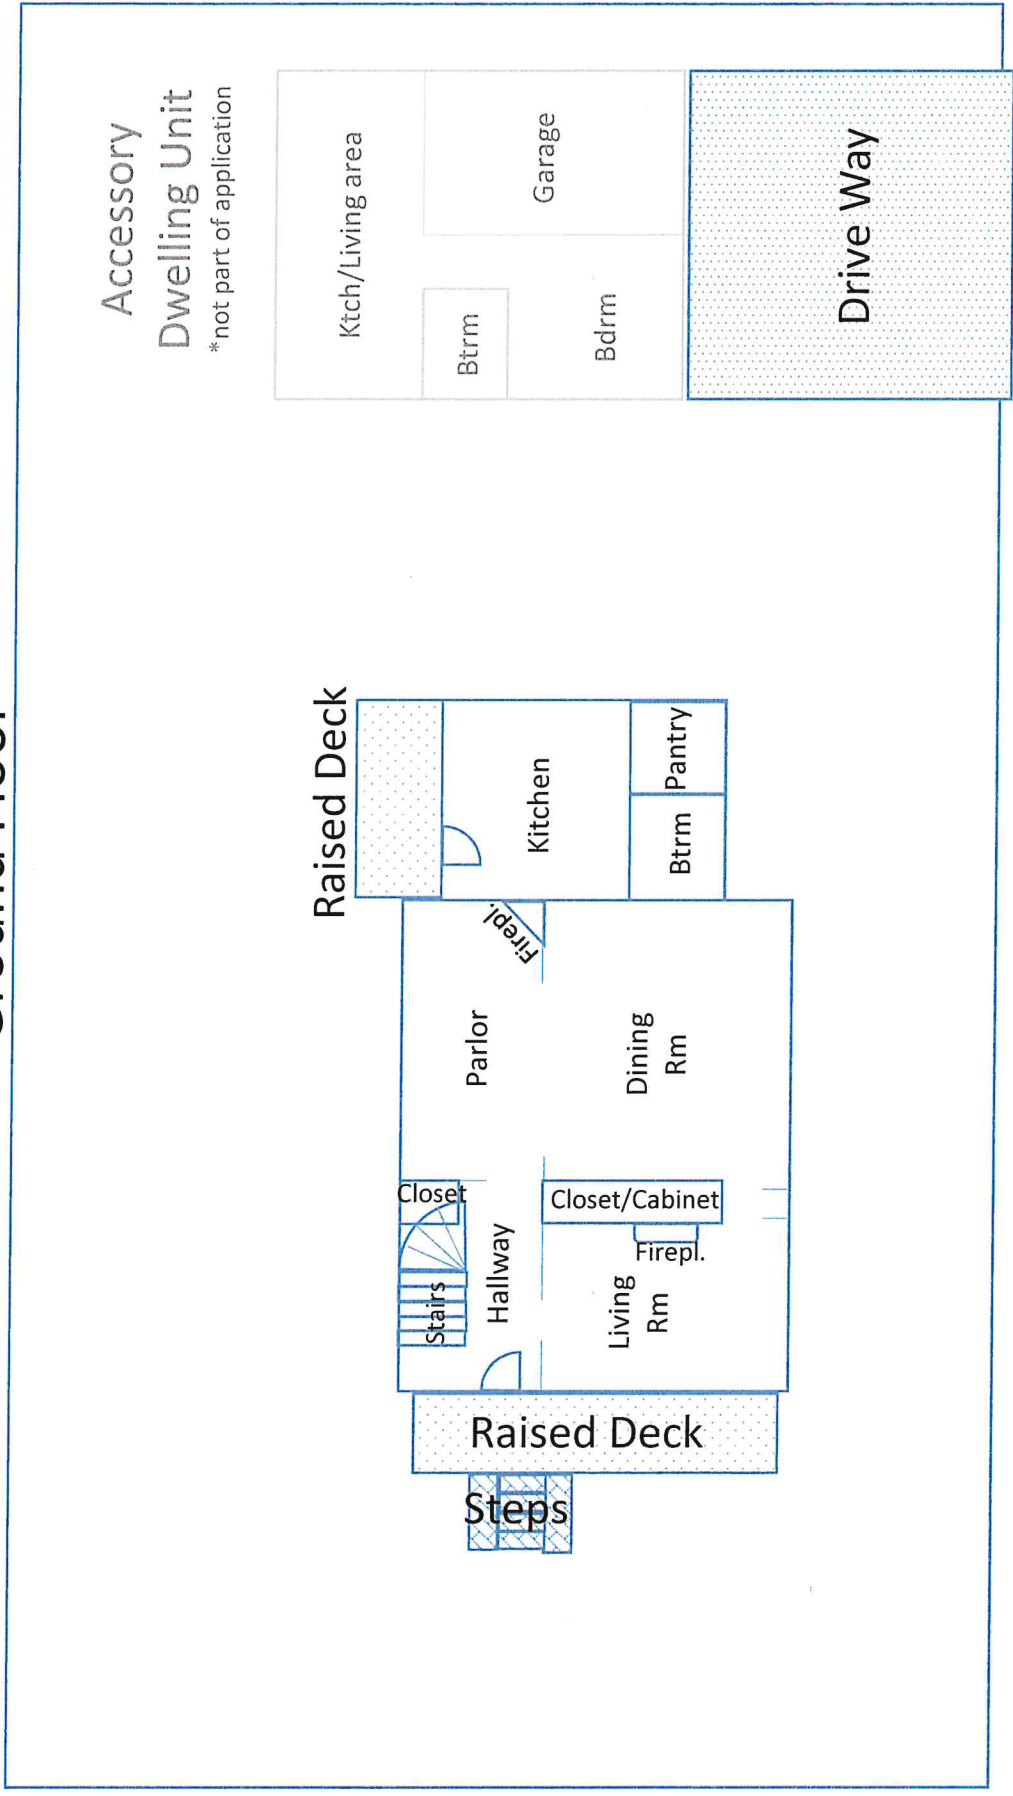 Accessory
Dwelling Unit
*not part of application
Ktch/Living area
Garage
Btrm
Bdrm
Drive Way
Raised Deck
Kitchen
Pantry
Btrm
Firepl.
Parlor
Dining
Rm
Closet
Closet/Cabinet
Firepl.
Stairs
Hallway
Living
Rm
Raised Deck
Steps